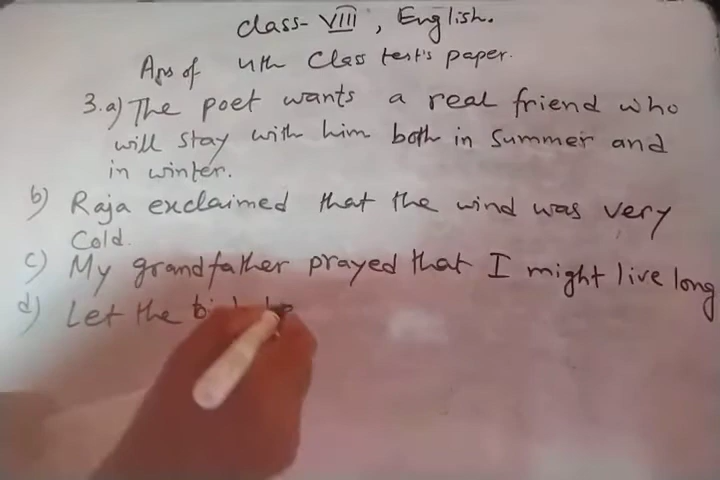 Class- VIII, English.
Ans of 4th Class test's paper.
3.a) The poet wants a real friend who
will stay with him both in Summer and
in winter.
b) Raja exclaimed that the wind was very
Cold.
c) My grandfather prayed that I might live long
d) Let the